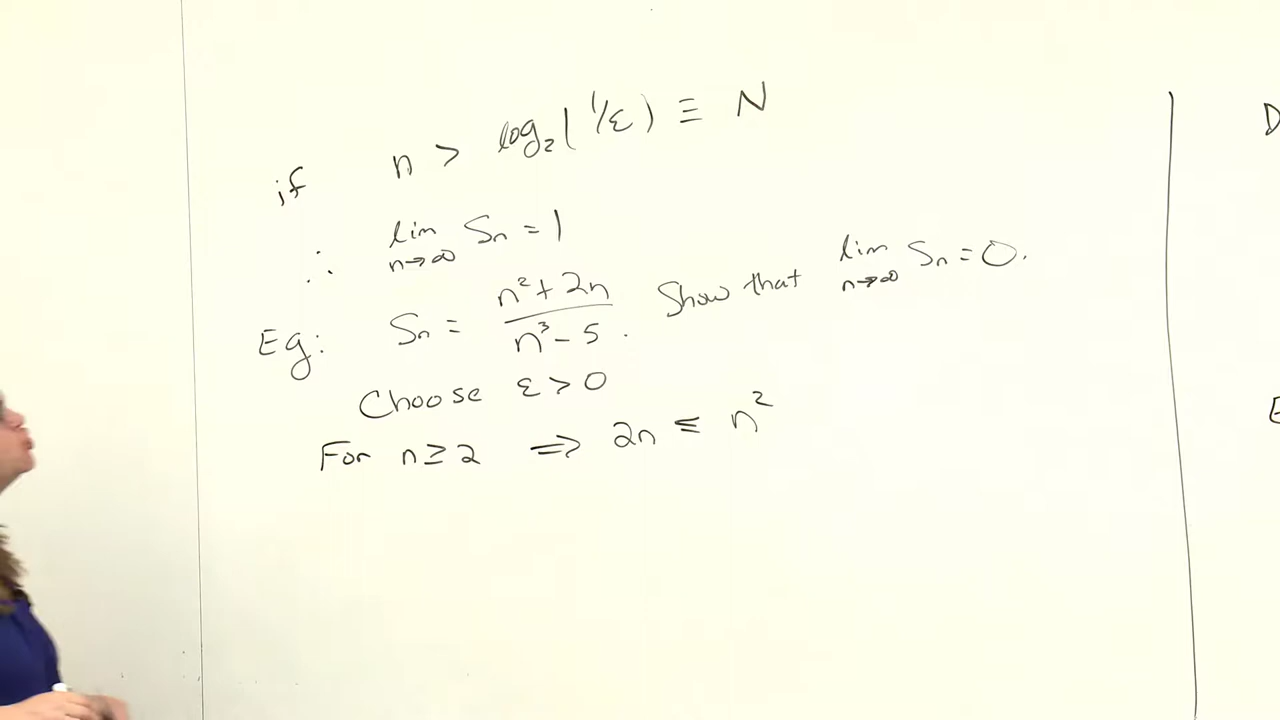 if n > log₂(1/ε) ≡ N
∴ lim n→∞ Sn = 1
Eg: Sn = (n² + 2n)/(n³ - 5). Show that lim n→∞ Sn = 0.
Choose ε > 0
For n ≥ 2 ⇒ 2n ≤ n²
D
E